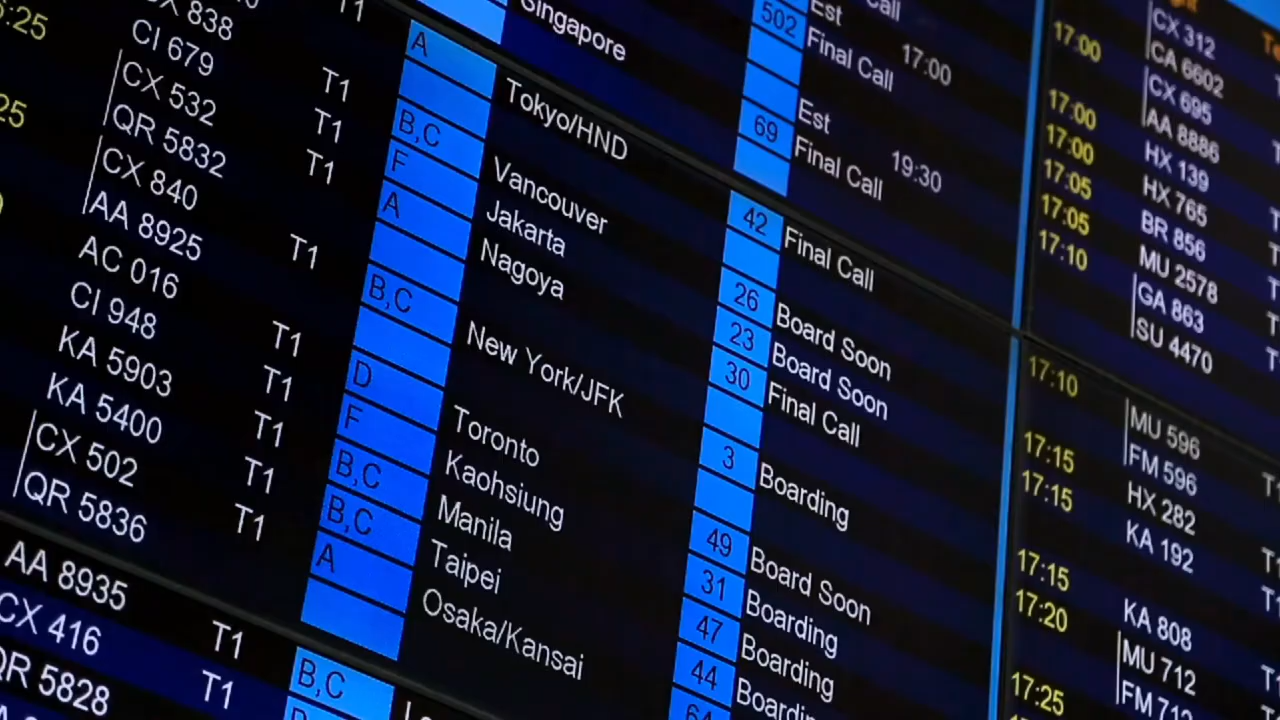 :25
25
838
CI 679
CX 532
QR 5832
CX 840
AA 8925
AC 016
CI 948
KA 5903
KA 5400
CX 502
QR 5836
AA 8935
CX 416
QR 5828
T1
T1
T1
T1
T1
T1
T1
T1
T1
T1
T1
T1
A
B,C
F
A
B,C
D
F
B,C
B,C
A
B,C
D
Singapore
Tokyo/HND
Vancouver
Jakarta
Nagoya
New York/JFK
Toronto
Kaohsiung
Manila
Taipei
Osaka/Kansai
502
69
42
26
23
30
3
49
31
47
44
64
Call
Est 17:00
Final Call
Est 19:30
Final Call
Final Call
Board Soon
Board Soon
Final Call
Boarding
Board Soon
Boarding
Boarding
Boarding
17:00
17:00
17:00
17:05
17:05
17:10
17:10
17:15
17:15
17:15
17:20
17:25
CX 312
CA 6602
CX 695
AA 8886
HX 139
HX 765
BR 856
MU 2578
GA 863
SU 4470
MU 596
FM 596
HX 282
KA 192
KA 808
MU 712
FM 712